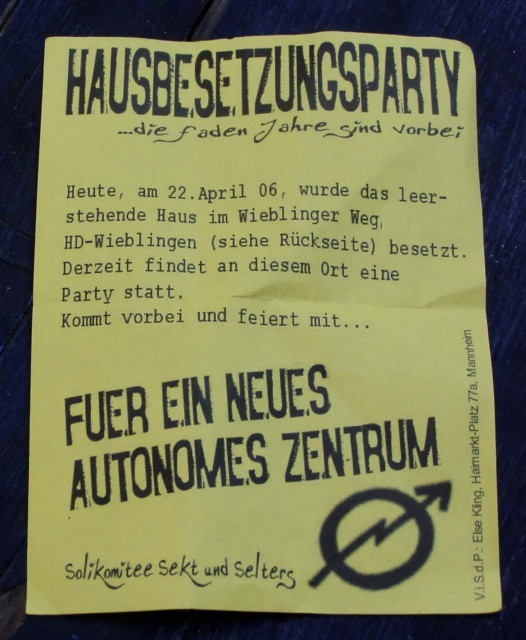 HAUSBESETZUNGSPARTY
...die faden Jahre sind vorbei
Heute, am 22.April 06, wurde das leer-
stehende Haus im Wieblinger Weg,
HD-Wieblingen (siehe Rückseite) besetzt.
Derzeit findet an diesem Ort eine
Party statt.
Kommt vorbei und feiert mit...
FUER EIN NEUES
AUTONOMES ZENTRUM
Solikomitee Sekt und Selters
V.i.S.d.P.: Else Kling, Haimarkt-Platz 77a, Mannheim